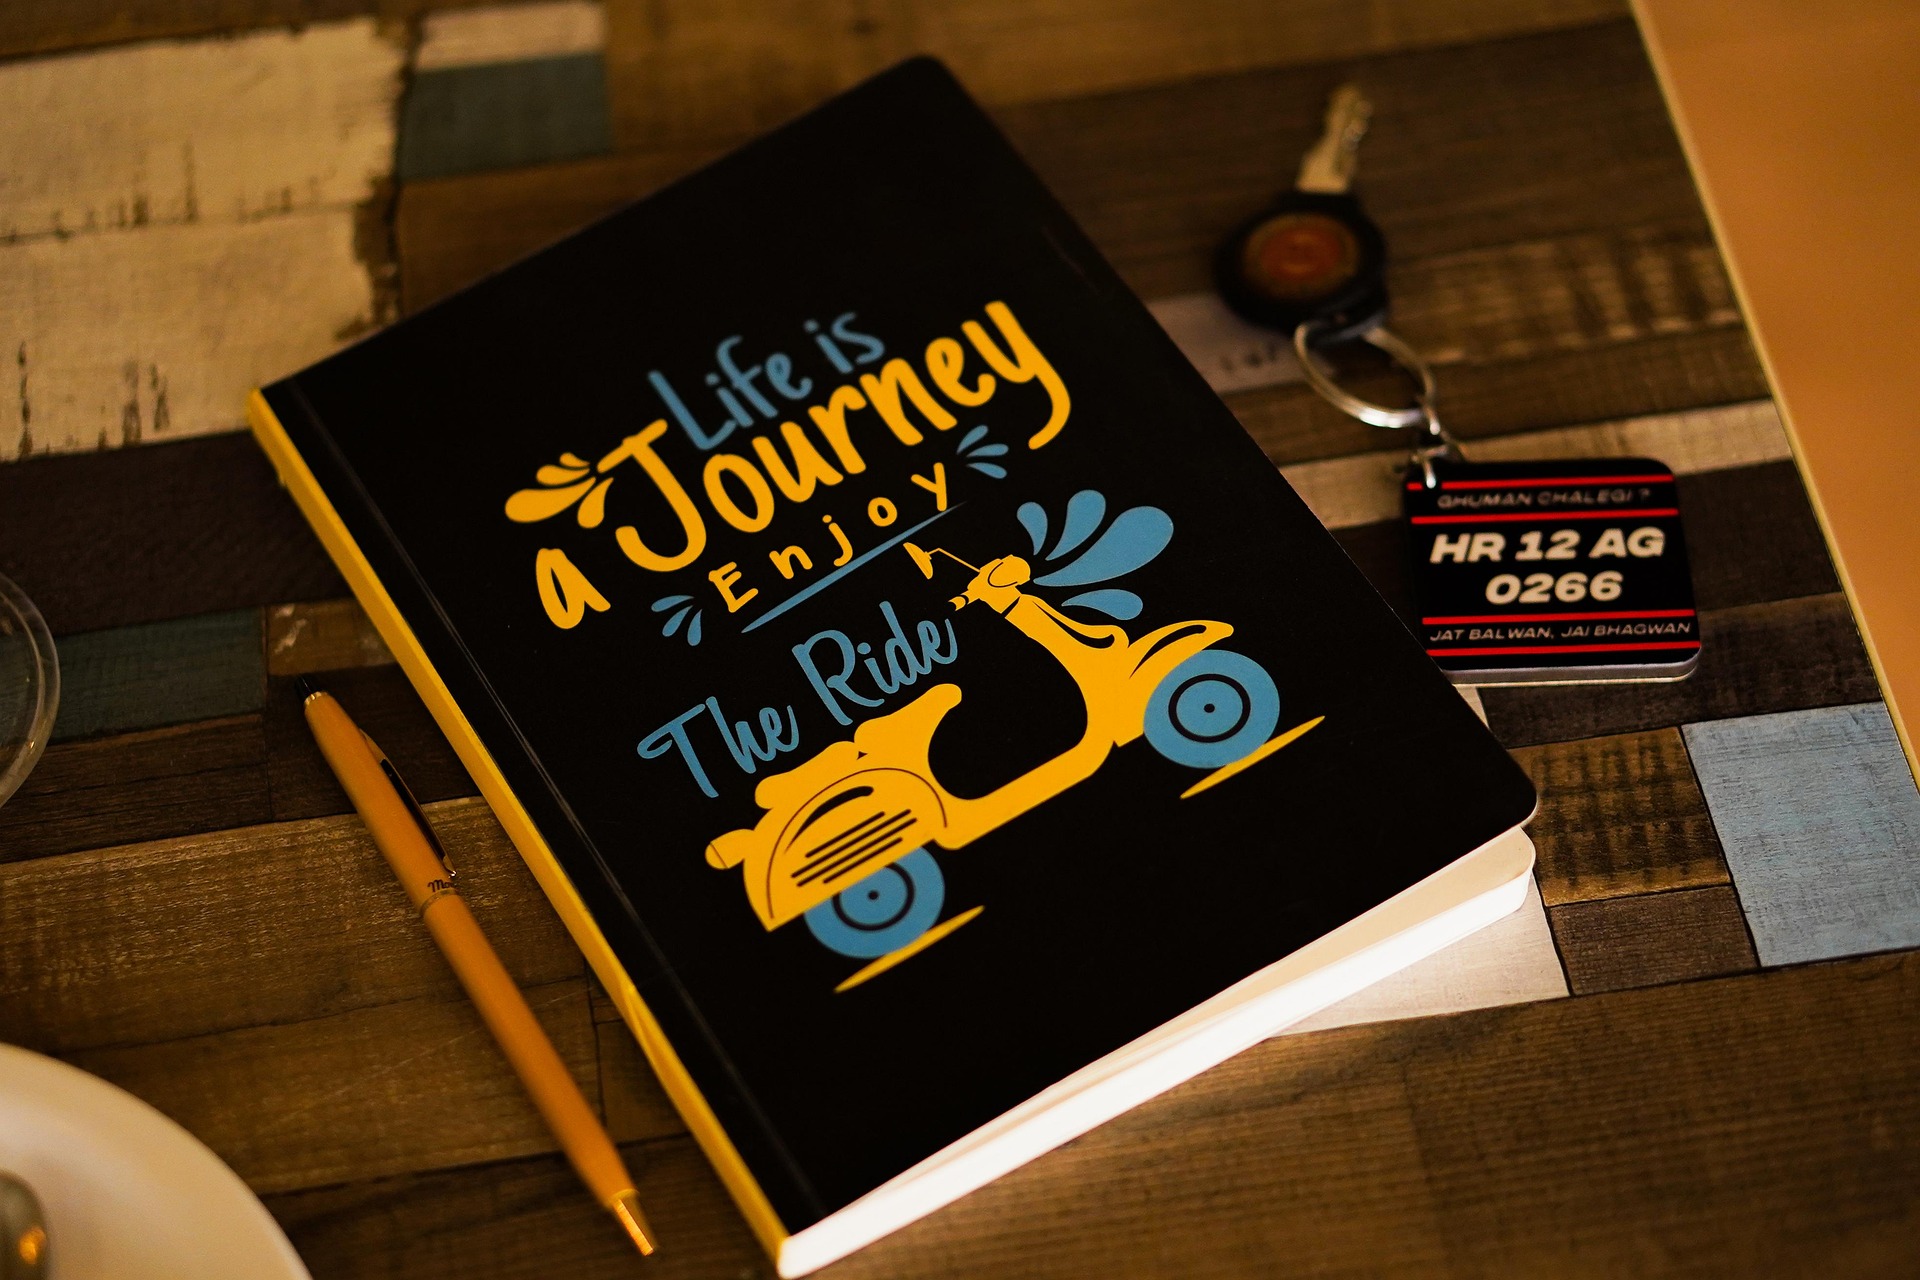 Life is
a Journey
Enjoy
The Ride
GHUMAN CHALEGI ?
HR 12 AG
0266
JAT BALWAN, JAI BHAGWAN